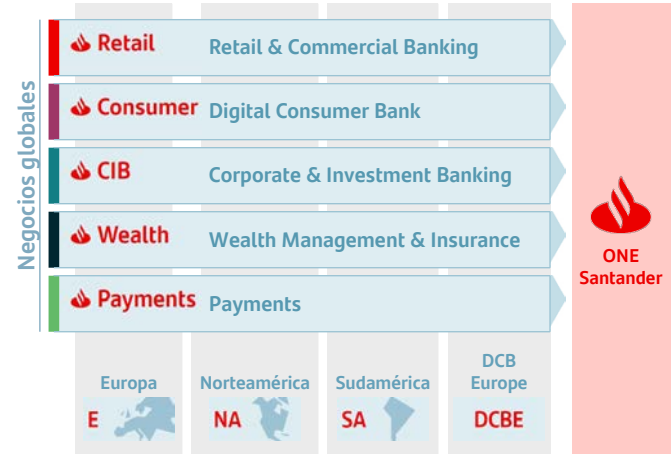 Negocios globales
Retail Retail & Commercial Banking
Consumer Digital Consumer Bank
CIB Corporate & Investment Banking
Wealth Wealth Management & Insurance
Payments Payments
ONE
Santander
Europa
E
Norteamérica
NA
Sudamérica
SA
DCB
Europe
DCBE